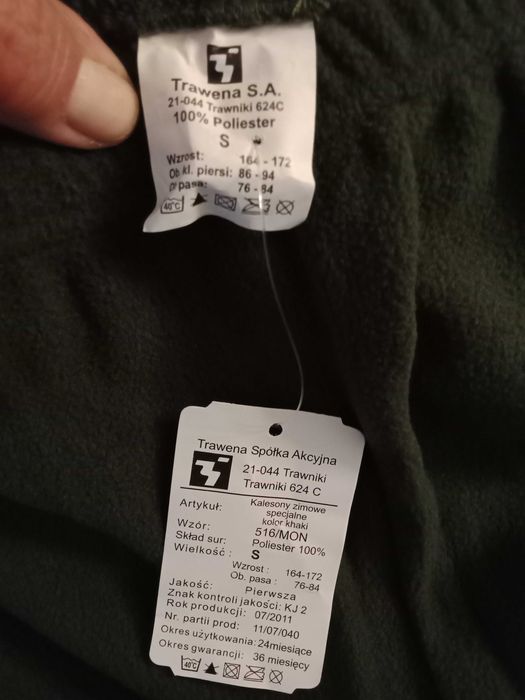 Trawena S.A.
21-044 Trawniki 624C
100% Poliester
S
Wzrost: 164 - 172
Ob kl. piersi: 86 - 94
pasa: 76 - 84
40°C
Trawena Spółka Akcyjna
21-044 Trawniki
Trawniki 624 C
Artykuł: Kalesony zimowe
specjalne
kolor khaki
Wzór: 516/MON
Skład sur: Poliester 100%
Wielkość : S
Wzrost : 164-172
Ob. pasa : 76-84
Jakość: Pierwsza
Znak kontroli jakości: KJ 2
Rok produkcji: 07/2011
Nr. partii prod: 11/07/040
Okres użytkowania: 24miesiące
Okres gwarancji: 36 miesięcy
40°C